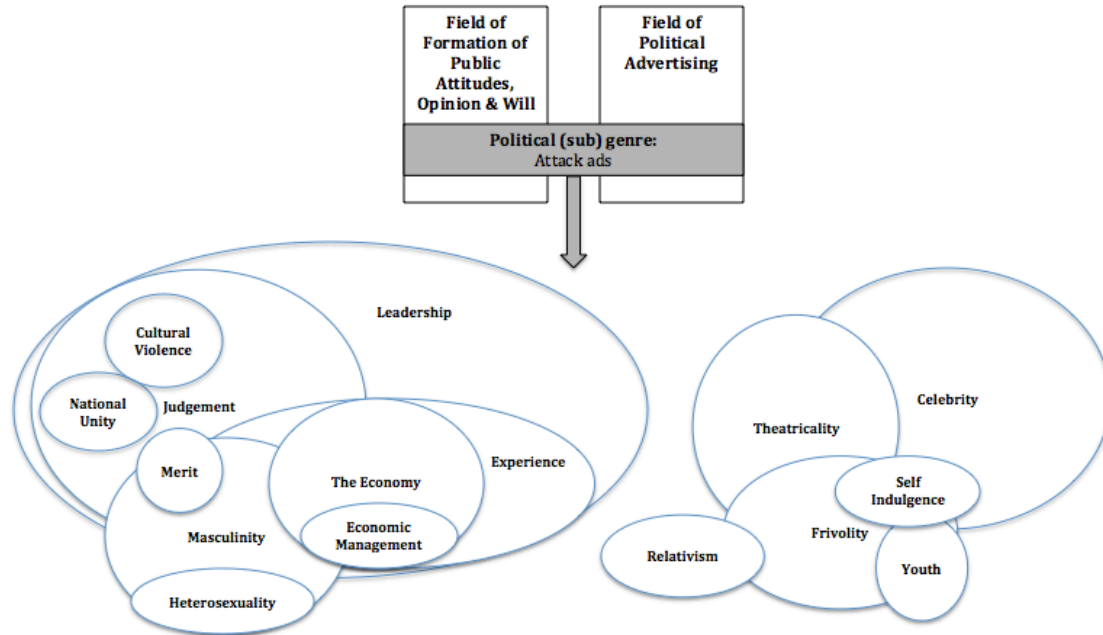 Field of
Formation of
Public
Attitudes,
Opinion & Will
Field of
Political
Advertising
Political (sub) genre:
Attack ads
Leadership
Cultural
Violence
National
Unity
Judgement
Merit
Experience
The Economy
Economic
Management
Masculinity
Heterosexuality
Celebrity
Theatricality
Self
Indulgence
Frivolity
Relativism
Youth